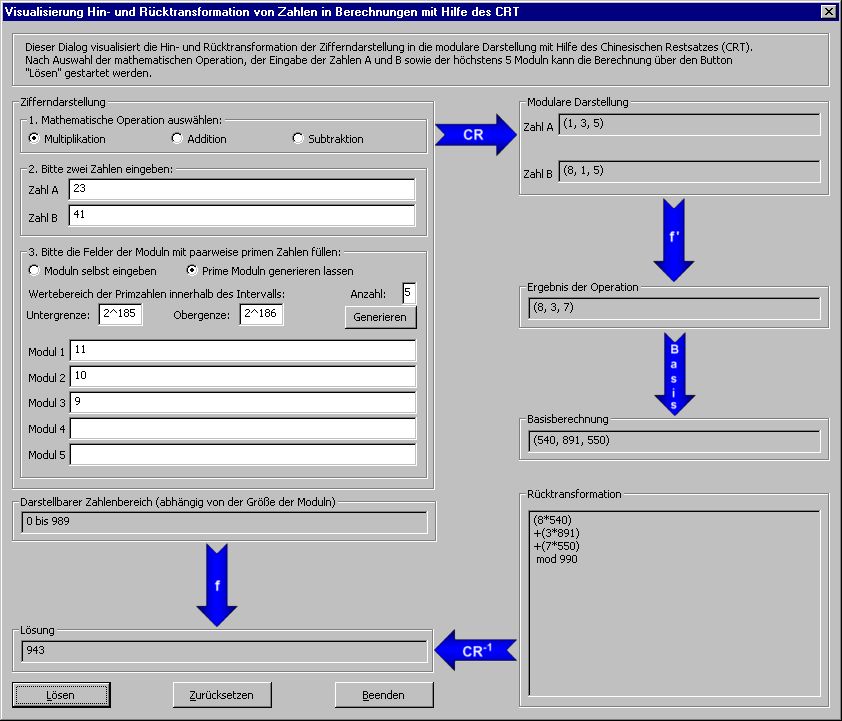 Visualisierung Hin- und Rücktransformation von Zahlen in Berechnungen mit Hilfe des CRT
Dieser Dialog visualisiert die Hin- und Rücktransformation der Zifferndarstellung in die modulare Darstellung mit Hilfe des Chinesischen Restsatzes (CRT).
Nach Auswahl der mathematischen Operation, der Eingabe der Zahlen A und B sowie der höchstens 5 Moduln kann die Berechnung über den Button
"Lösen" gestartet werden.
Zifferndarstellung
1. Mathematische Operation auswählen:
Multiplikation Addition Subtraktion
2. Bitte zwei Zahlen eingeben:
Zahl A 23
Zahl B 41
3. Bitte die Felder der Moduln mit paarweise primen Zahlen füllen:
Moduln selbst eingeben Prime Moduln generieren lassen
Wertebereich der Primzahlen innerhalb des Intervalls: Anzahl: 5
Untergrenze: 2^185 Obergenze: 2^186 Generieren
Modul 1 11
Modul 2 10
Modul 3 9
Modul 4
Modul 5
Darstellbarer Zahlenbereich (abhängig von der Größe der Moduln)
0 bis 989
f
Lösung
943
Lösen Zurücksetzen Beenden
CR
Modulare Darstellung
Zahl A (1, 3, 5)
Zahl B (8, 1, 5)
f'
Ergebnis der Operation
(8, 3, 7)
Basis
Basisberechnung
(540, 891, 550)
Rücktransformation
(8*540)
+(3*891)
+(7*550)
mod 990
CR-1